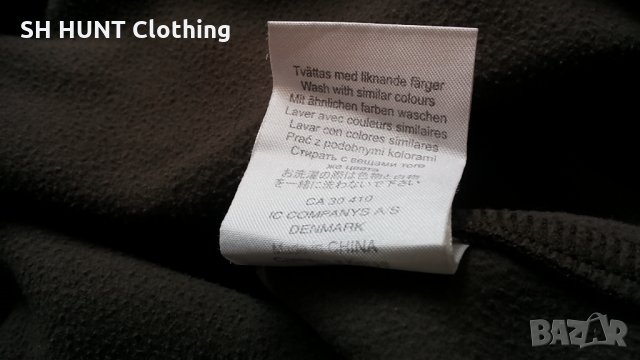 SH HUNT Clothing
Tvättas med liknande färger
Wash with similar colours
Mit ähnlichen farben waschen
Laver avec couleurs similaires
Lavar con colores similares
Prać z podobnymi kolorami
Стирать с вещами того
же цвета
お洗濯の際は色物と白物
を一緒に洗わないで下さい
CA 30 410
IC COMPANYS A/S
DENMARK
Made in CHINA
BAZAR